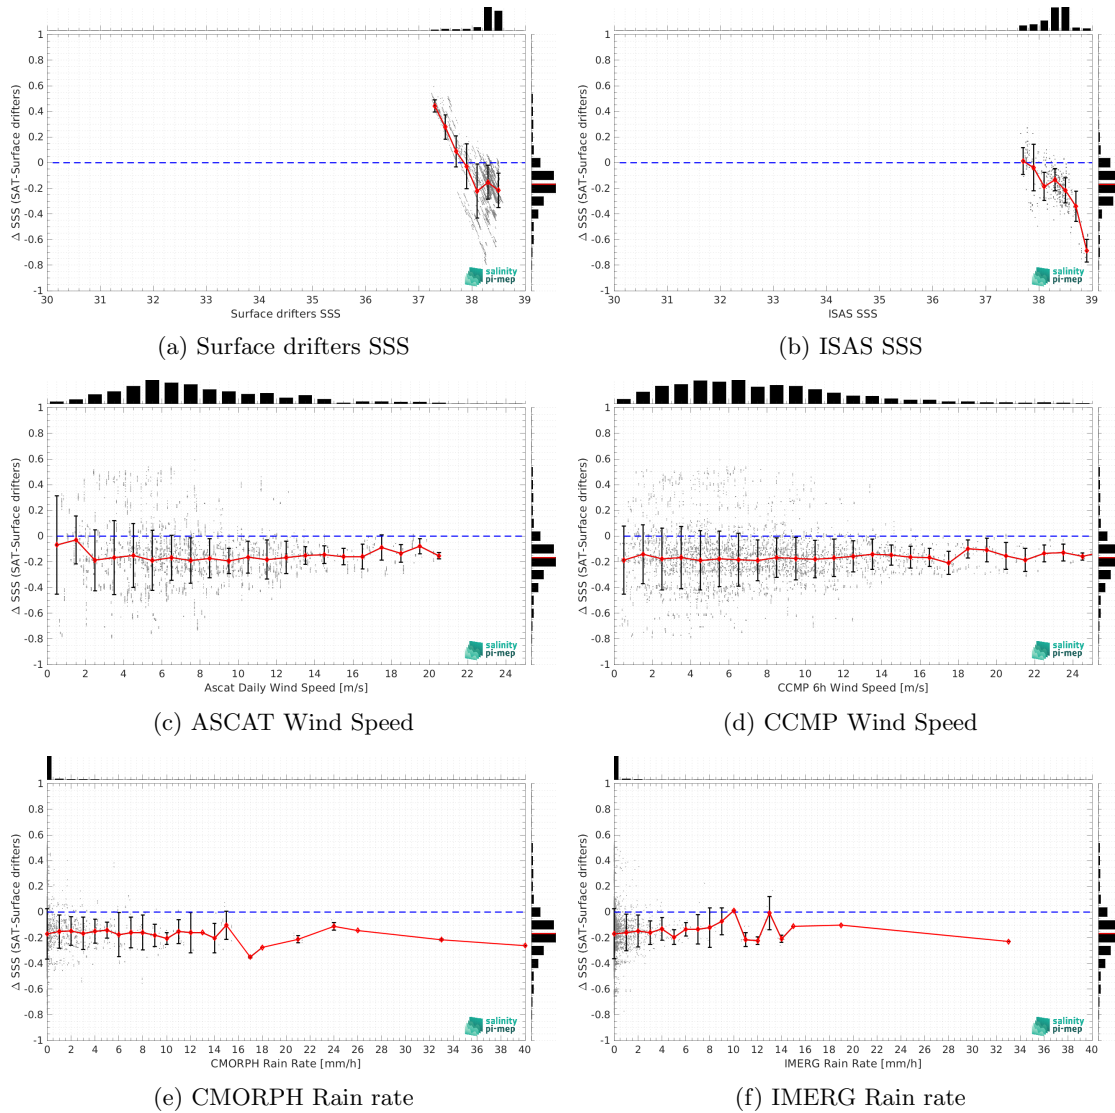 Δ SSS (SAT-Surface drifters)
1
0.8
0.6
0.4
0.2
0
-0.2
-0.4
-0.6
-0.8
-1
30 31 32 33 34 35 36 37 38 39
Surface drifters SSS
salinity
pi-mep
(a) Surface drifters SSS
Δ SSS (SAT-Surface drifters)
1
0.8
0.6
0.4
0.2
0
-0.2
-0.4
-0.6
-0.8
-1
30 31 32 33 34 35 36 37 38 39
ISAS SSS
salinity
pi-mep
(b) ISAS SSS
Δ SSS (SAT-Surface drifters)
1
0.8
0.6
0.4
0.2
0
-0.2
-0.4
-0.6
-0.8
-1
0 2 4 6 8 10 12 14 16 18 20 22 24
Ascat Daily Wind Speed [m/s]
salinity
pi-mep
(c) ASCAT Wind Speed
Δ SSS (SAT-Surface drifters)
1
0.8
0.6
0.4
0.2
0
-0.2
-0.4
-0.6
-0.8
-1
0 2 4 6 8 10 12 14 16 18 20 22 24
CCMP 6h Wind Speed [m/s]
salinity
pi-mep
(d) CCMP Wind Speed
Δ SSS (SAT-Surface drifters)
1
0.8
0.6
0.4
0.2
0
-0.2
-0.4
-0.6
-0.8
-1
0 2 4 6 8 10 12 14 16 18 20 22 24 26 28 30 32 34 36 38 40
CMORPH Rain Rate [mm/h]
salinity
pi-mep
(e) CMORPH Rain rate
Δ SSS (SAT-Surface drifters)
1
0.8
0.6
0.4
0.2
0
-0.2
-0.4
-0.6
-0.8
-1
0 2 4 6 8 10 12 14 16 18 20 22 24 26 28 30 32 34 36 38 40
IMERG Rain Rate [mm/h]
salinity
pi-mep
(f) IMERG Rain rate